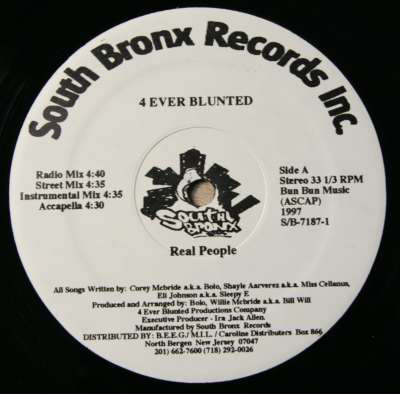 South Bronx Records Inc.
4 EVER BLUNTED
Radio Mix 4:40
Street Mix 4:35
Instrumental Mix 4:35
Accapella 4:30
Side A
Stereo 33 1/3 RPM
Bun Bun Music
(ASCAP)
1997
S/B-7187-1
SOUTH
BRONX
Real People
All Songs Written by: Corey Mcbride a.k.a. Bolo, Shayle Aarverez a.k.a. Miss Cellanus,
Eli Johnson a.k.a. Sleepy E
Produced and Arranged by: Bolo, Willie Mcbride a.k.a. Bill Will
4 Ever Blunted Productions Company
Executive Producer - Ira Jack Allen.
Manufactured by South Bronx Records
DISTRIBUTED BY: B.E.E.G./ M.I.L. / Caroline Distributers Box 866
North Bergen New Jersey 07047
201) 662-7600 (718) 292-0026